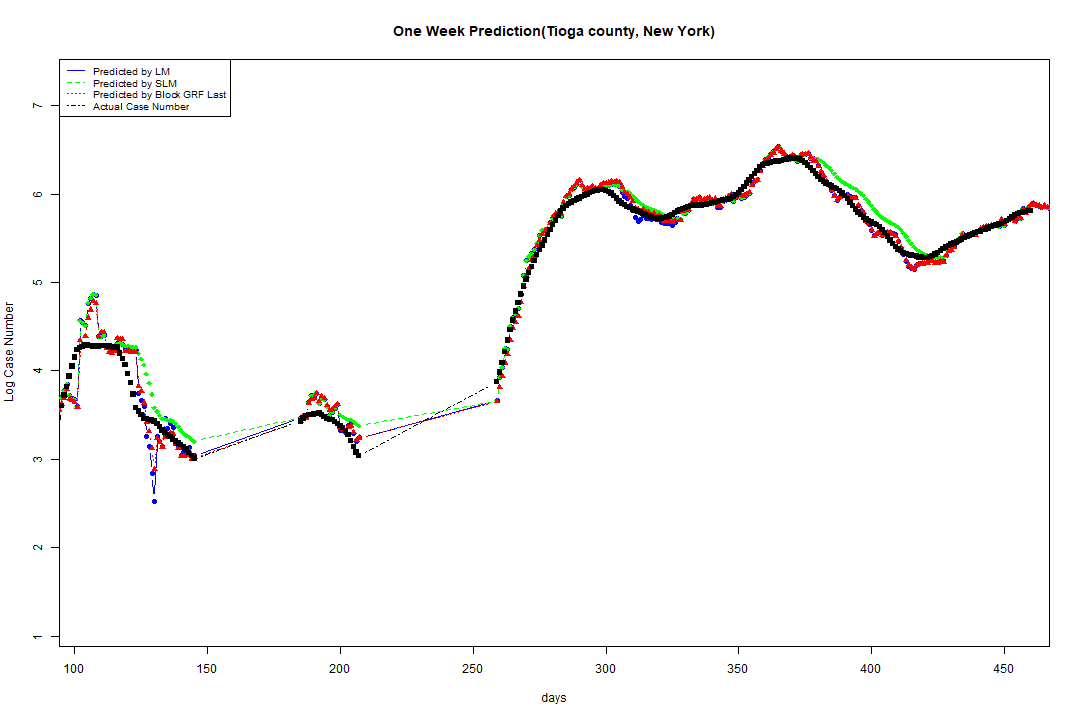 One Week Prediction(Tioga county, New York)
Predicted by LM
Predicted by SLM
Predicted by Block GRF Last
Actual Case Number
Log Case Number
7
6
5
4
3
2
1
100 150 200 250 300 350 400 450
days